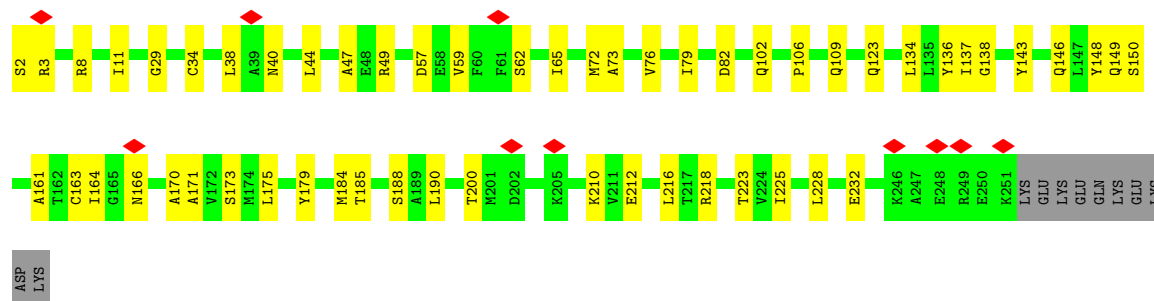 S2 R3 R8 I11 G29 C34 L38 A39 N40 L44 A47 E48 R49 D57 E58 V59 F60 F61 S62 I65 M72 A73 V76 I79 D82 Q102 P106 Q109 Q123 L134 L135 Y136 I137 G138 Y143 Q146 L147 Y148 Q149 S150
A161 T162 C163 I164 G165 N166 A170 A171 V172 S173 M174 L175 Y179 M184 T185 S188 A189 L190 T200 M201 D202 K205 K210 V211 E212 L216 T217 R218 T223 V224 I225 L228 E232 K246 A247 E248 R249 E250 K251 LYS GLU LYS GLU GLN LYS GLU LYS
ASP LYS